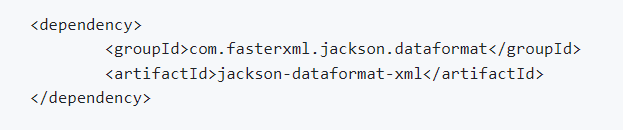 <dependency>
        <groupId>com.fasterxml.jackson.dataformat</groupId>
        <artifactId>jackson-dataformat-xml</artifactId>
</dependency>